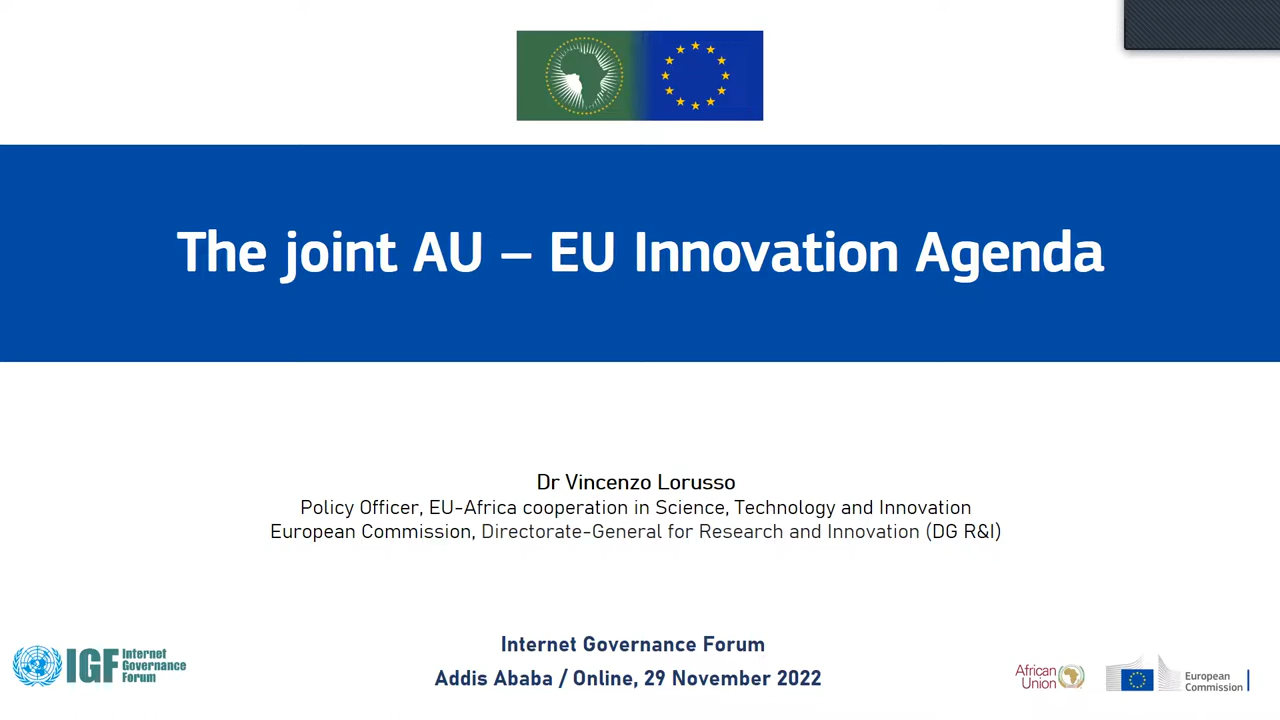 The joint AU – EU Innovation Agenda
Dr Vincenzo Lorusso
Policy Officer, EU-Africa cooperation in Science, Technology and Innovation
European Commission, Directorate-General for Research and Innovation (DG R&I)
Internet Governance Forum
Addis Ababa / Online, 29 November 2022
IGF Internet
Governance
Forum
African
Union
European
Commission